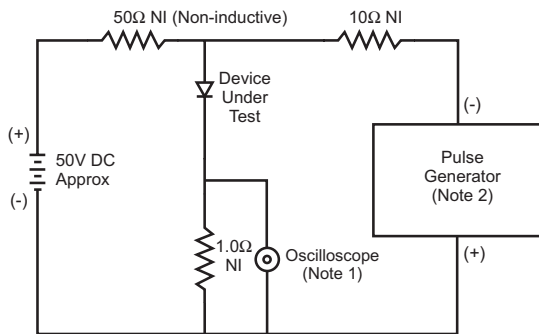 50Ω NI (Non-inductive)
10Ω NI
Device
Under
Test
(+)
50V DC
Approx
(-)
(-)
Pulse
Generator
(Note 2)
(+)
1.0Ω
NI
Oscilloscope
(Note 1)